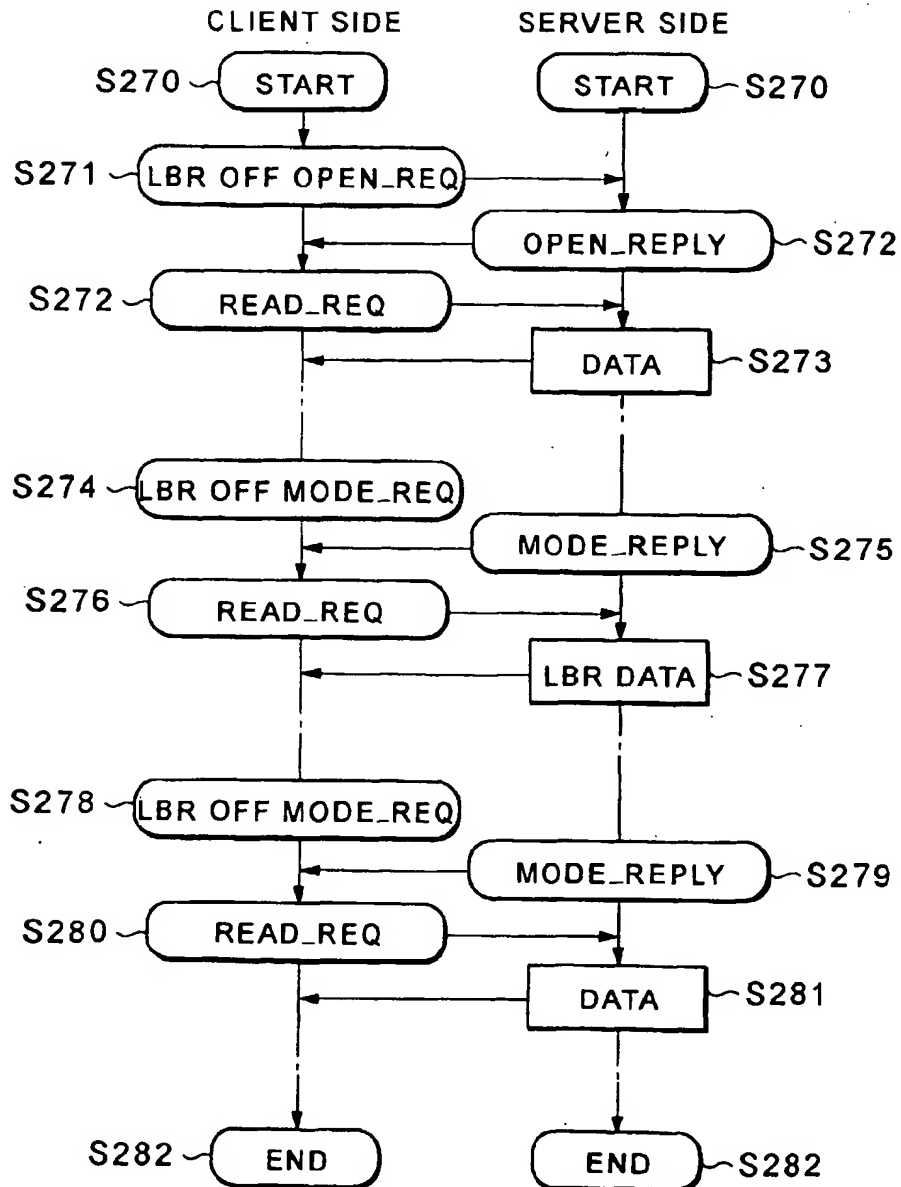 CLIENT SIDE SERVER SIDE
S270 START START S270
S271 LBR OFF OPEN_REQ
OPEN_REPLY S272
S272 READ_REQ
DATA S273
S274 LBR OFF MODE_REQ
MODE_REPLY S275
S276 READ_REQ
LBR DATA S277
S278 LBR OFF MODE_REQ
MODE_REPLY S279
S280 READ_REQ
DATA S281
S282 END END S282